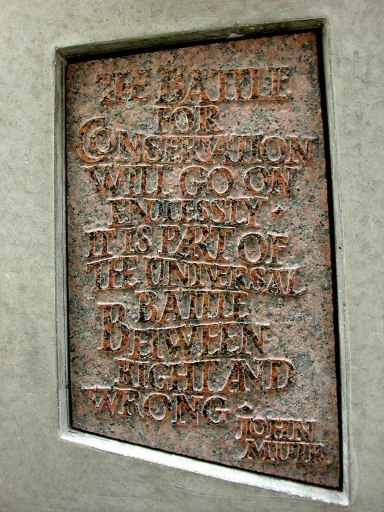 THE BATTLE
FOR
CONSERVATION
WILL GO ON
ENDLESSLY ·
IT IS PART OF
THE UNIVERSAL
BATTLE
BETWEEN
RIGHT AND
WRONG ·
JOHN
MUIR